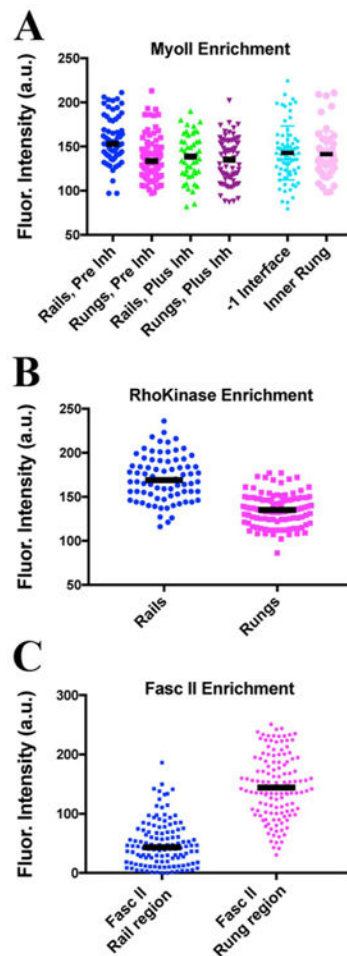 A
MyoII Enrichment
Fluor. Intensity (a.u.)
250
200
150
100
50
Rails, Pre Inh
Rungs, Pre Inh
Rails, Plus Inh
Rungs, Plus Inh
-1 Interface
Inner Rung
B
RhoKinase Enrichment
Fluor. Intensity (a.u.)
250
200
150
100
50
Rails
Rungs
C
Fasc II Enrichment
Fluor. Intensity (a.u.)
300
200
100
0
Fasc II
Rail region
Fasc II
Rung region